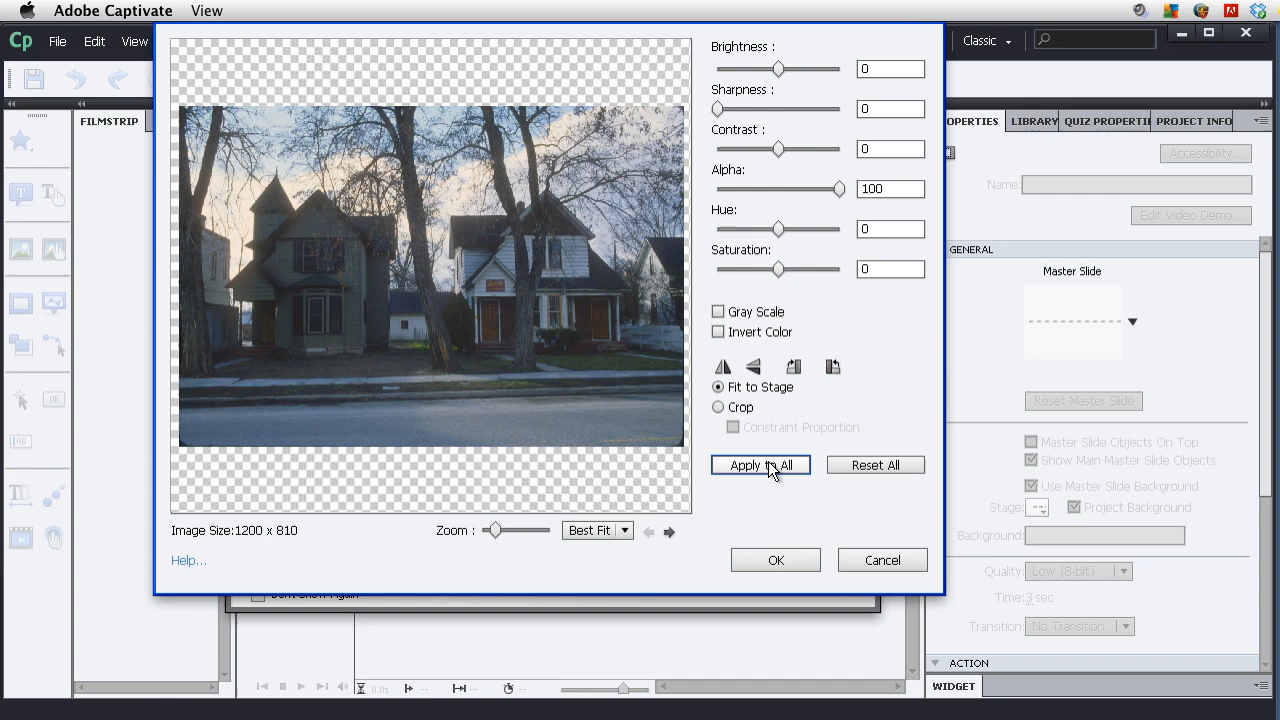 Adobe Captivate View
Cp File Edit View
Classic
FILMSTRIP
Brightness : 0
Sharpness : 0
Contrast : 0
Alpha: 100
Hue: 0
Saturation: 0
Gray Scale
Invert Color
Fit to Stage
Crop
Constraint Proportion
Apply to All Reset All
Image Size:1200 x 810 Zoom : Best Fit
Help... OK Cancel
Don't Show Again
OPERTIES LIBRARY QUIZ PROPERTI PROJECT INFO
Accessibility...
Name:
Edit Video Demo...
GENERAL
Master Slide
Reset Master Slide
Master Slide Objects On Top
Show Main Master Slide Objects
Use Master Slide Background
Stage: Project Background
Background:
Quality: Low (8-bit)
Time: 3 sec
Transition: No Transition
ACTION
WIDGET
0.0s